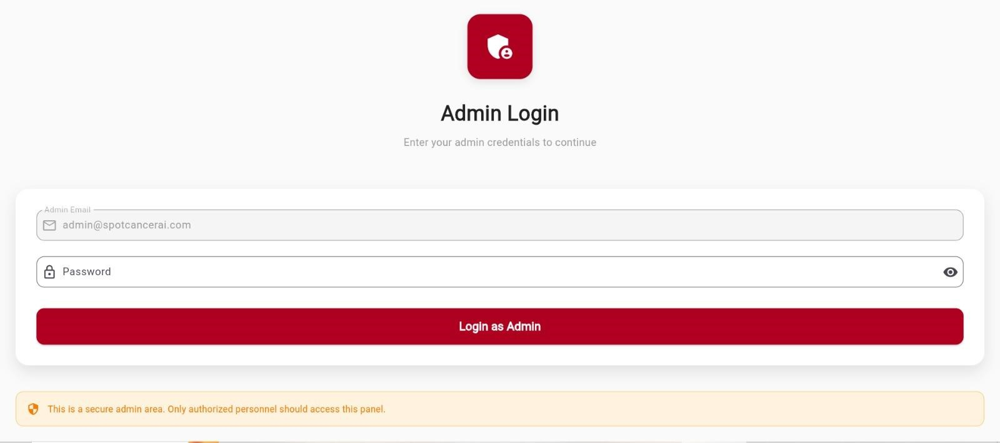 Admin Login
Enter your admin credentials to continue
Admin Email
admin@spotcancerai.com
Password
Login as Admin
This is a secure admin area. Only authorized personnel should access this panel.